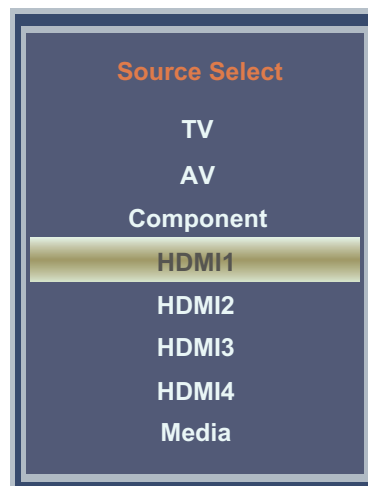 Source Select
TV
AV
Component
HDMI1
HDMI2
HDMI3
HDMI4
Media